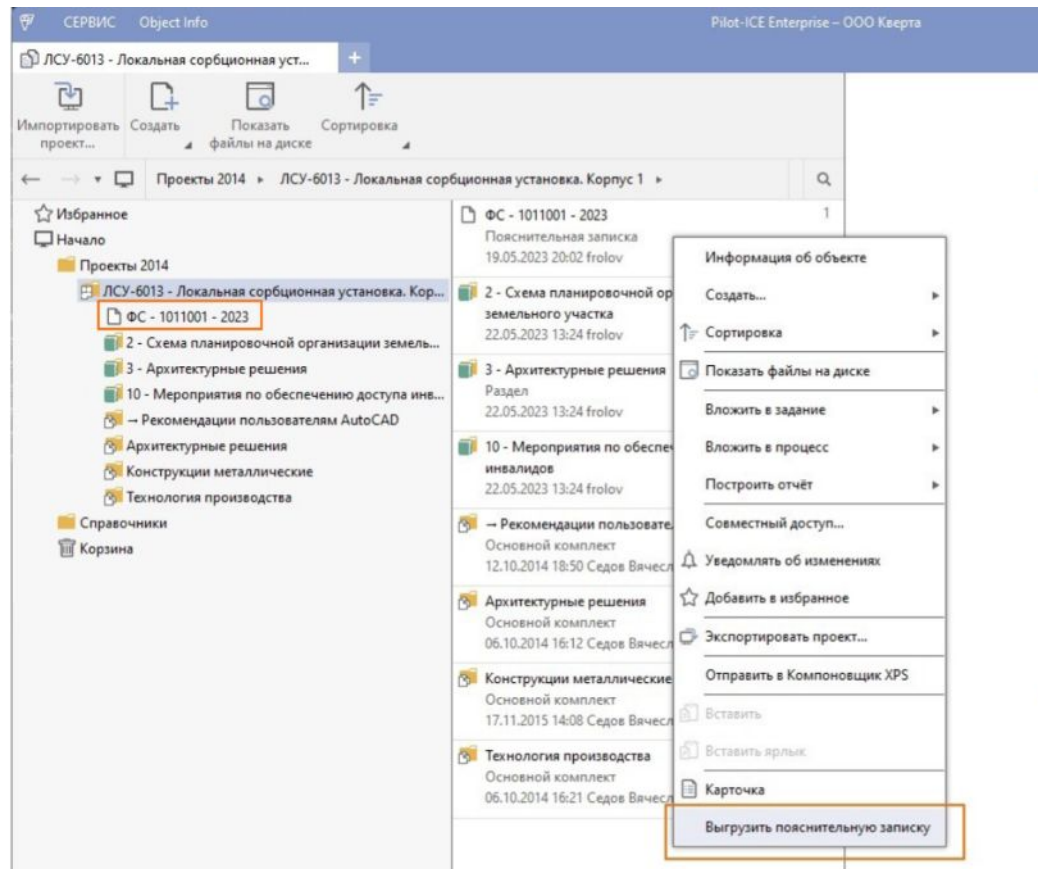 СЕРВИС Object Info Pilot-ICE Enterprise – ООО Кверта
ЛСУ-6013 - Локальная сорбционная уст... +
Импортировать проект...
Создать
Показать файлы на диске
Сортировка
Проекты 2014 ▸ ЛСУ-6013 - Локальная сорбционная установка. Корпус 1 ▸
Избранное
Начало
Проекты 2014
ЛСУ-6013 - Локальная сорбционная установка. Кор...
ФС - 1011001 - 2023
2 - Схема планировочной организации земель...
3 - Архитектурные решения
10 - Мероприятия по обеспечению доступа инв...
→ Рекомендации пользователям AutoCAD
Архитектурные решения
Конструкции металлические
Технология производства
Справочники
Корзина
ФС - 1011001 - 2023 1
Пояснительная записка
19.05.2023 20:02 frolov
2 - Схема планировочной ор
земельного участка
22.05.2023 13:24 frolov
3 - Архитектурные решения
Раздел
22.05.2023 13:24 frolov
10 - Мероприятия по обеспе
инвалидов
22.05.2023 13:24 frolov
→ Рекомендации пользовате
Основной комплект
12.10.2014 18:50 Седов Вячесл
Архитектурные решения
Основной комплект
06.10.2014 16:12 Седов Вячесл
Конструкции металлические
Основной комплект
17.11.2015 14:08 Седов Вячесл
Технология производства
Основной комплект
06.10.2014 16:21 Седов Вячесл
Информация об объекте
Создать...
Сортировка
Показать файлы на диске
Вложить в задание
Вложить в процесс
Построить отчёт
Совместный доступ...
Уведомлять об изменениях
Добавить в избранное
Экспортировать проект...
Отправить в Компоновщик XPS
Вставить
Вставить ярлык
Карточка
Выгрузить пояснительную записку